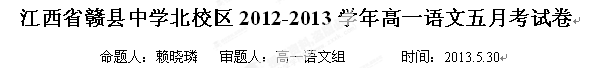 江西省赣县中学北校区 2012-2013 学年高一语文五月考试卷
命题人：赖晓璘 审题人：高一语文组 时间：2013.5.30